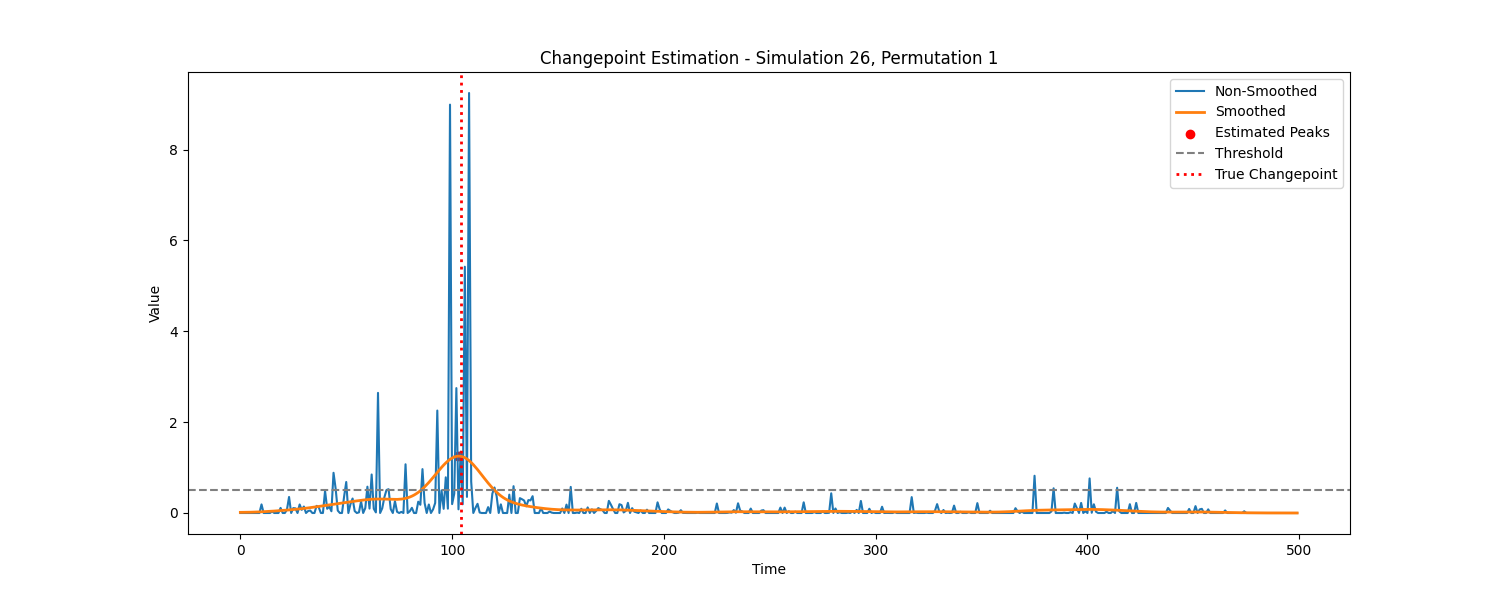 Changepoint Estimation - Simulation 26, Permutation 1
Non-Smoothed
Smoothed
Estimated Peaks
Threshold
True Changepoint
Value
8
6
4
2
0
0 100 200 300 400 500
Time